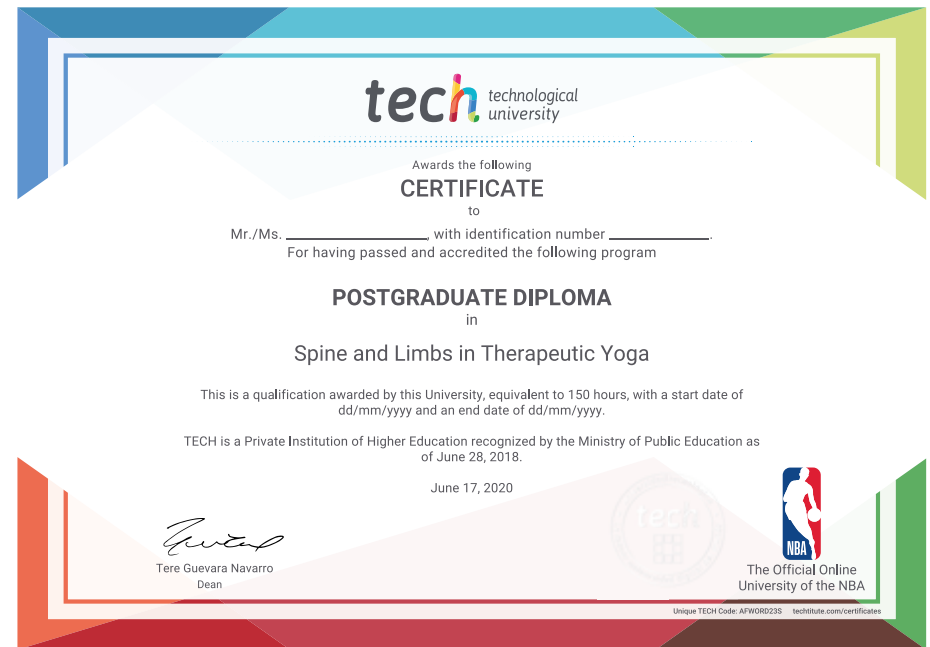 tech technological
university
Awards the following
CERTIFICATE
to
Mr./Ms. ____________________, with identification number ______________.
For having passed and accredited the following program
POSTGRADUATE DIPLOMA
in
Spine and Limbs in Therapeutic Yoga
This is a qualification awarded by this University, equivalent to 150 hours, with a start date of
dd/mm/yyyy and an end date of dd/mm/yyyy.
TECH is a Private Institution of Higher Education recognized by the Ministry of Public Education as
of June 28, 2018.
June 17, 2020
tech
Tere Guevara Navarro
Dean
NBA
The Official Online
University of the NBA
Unique TECH Code: AFWORD23S techtitute.com/certificates